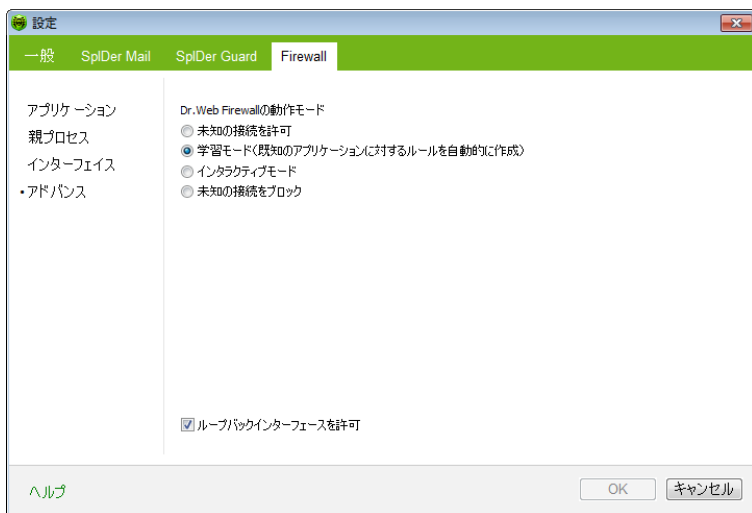 設定
一般 SpIDer Mail SpIDer Guard Firewall
アプリケーション
親プロセス
インターフェイス
・アドバンス
Dr.Web Firewallの動作モード
未知の接続を許可
学習モード(既知のアプリケーションに対するルールを自動的に作成)
インタラクティブモード
未知の接続をブロック
ループバックインターフェースを許可
ヘルプ
OK キャンセル